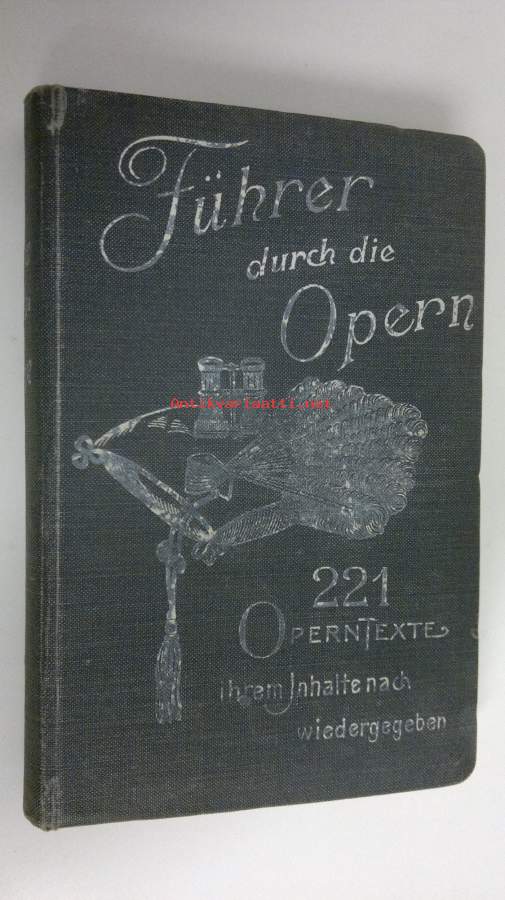 Führer
durch die
Opern
Antikvariaatti.net
221
OPERNTEXTE
ihrem Inhalte nach
wiedergegeben